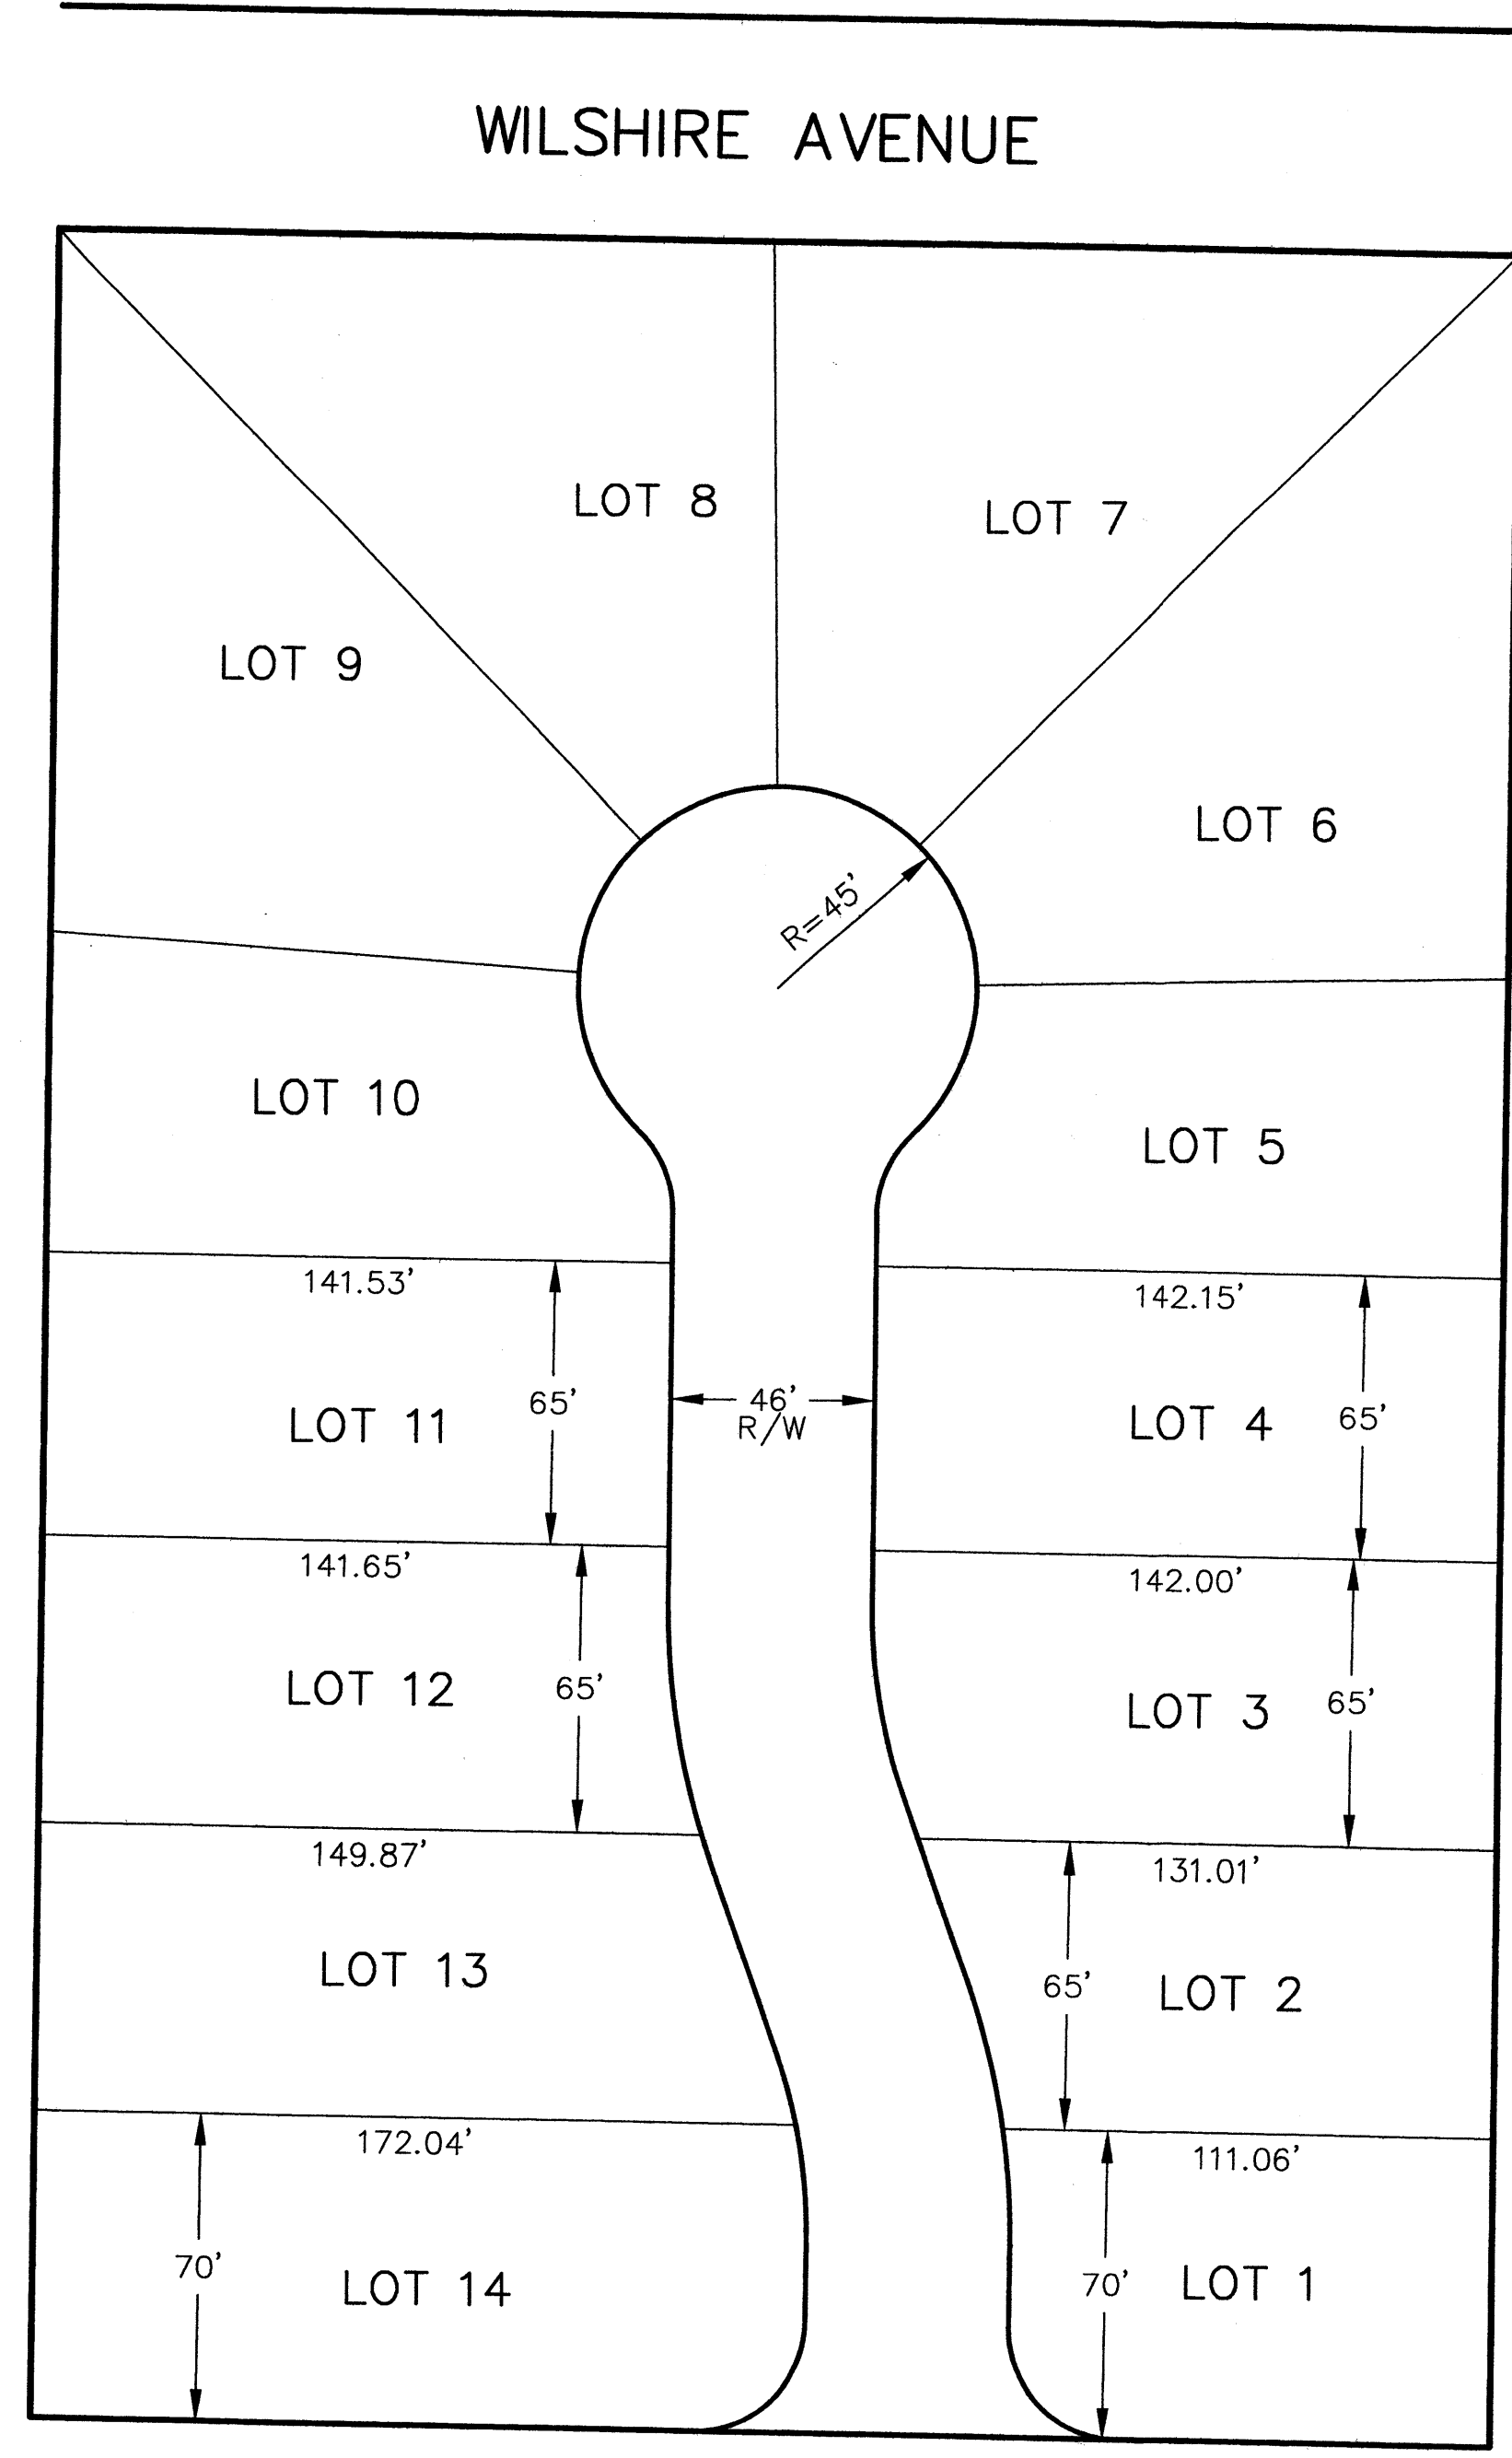 WILSHIRE AVENUE
LOT 8
LOT 7
LOT 9
LOT 6
R=45'
LOT 10
LOT 5
141.53'
142.15'
65'
46'
R/W
65'
LOT 11
LOT 4
141.65'
142.00'
LOT 12
65'
LOT 3
65'
149.87'
131.01'
LOT 13
65'
LOT 2
172.04'
111.06'
70'
LOT 14
70'
LOT 1